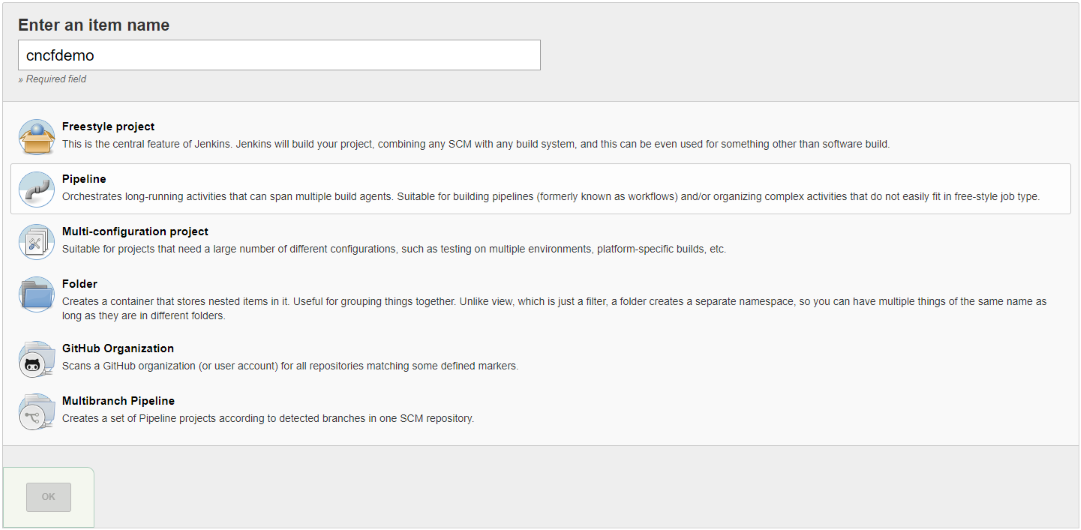 Enter an item name
cncfdemo
» Required field
Freestyle project
This is the central feature of Jenkins. Jenkins will build your project, combining any SCM with any build system, and this can be even used for something other than software build.
Pipeline
Orchestrates long-running activities that can span multiple build agents. Suitable for building pipelines (formerly known as workflows) and/or organizing complex activities that do not easily fit in free-style job type.
Multi-configuration project
Suitable for projects that need a large number of different configurations, such as testing on multiple environments, platform-specific builds, etc.
Folder
Creates a container that stores nested items in it. Useful for grouping things together. Unlike view, which is just a filter, a folder creates a separate namespace, so you can have multiple things of the same name as
long as they are in different folders.
GitHub Organization
Scans a GitHub organization (or user account) for all repositories matching some defined markers.
Multibranch Pipeline
Creates a set of Pipeline projects according to detected branches in one SCM repository.
OK